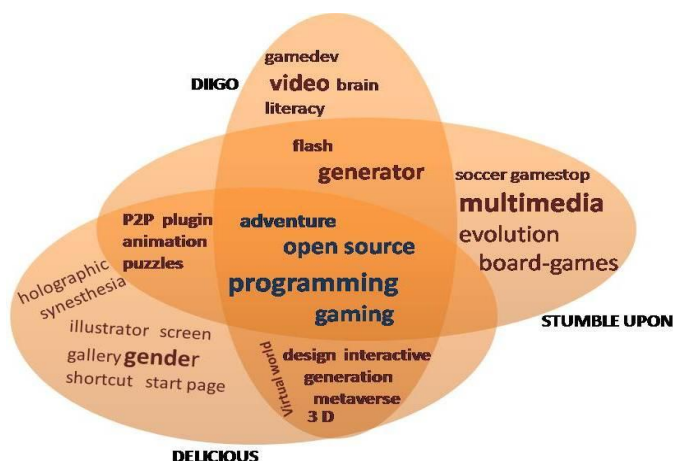 gamedev
DIIGO
video brain
literacy
flash
generator
soccer gamestop
multimedia
evolution
board-games
STUMBLE UPON
P2P plugin
animation
puzzles
adventure
open source
programming
gaming
holographic
synesthesia
illustrator screen
gallery gender
shortcut start page
Virtual world
design interactive
generation
metaverse
3 D
DELICIOUS